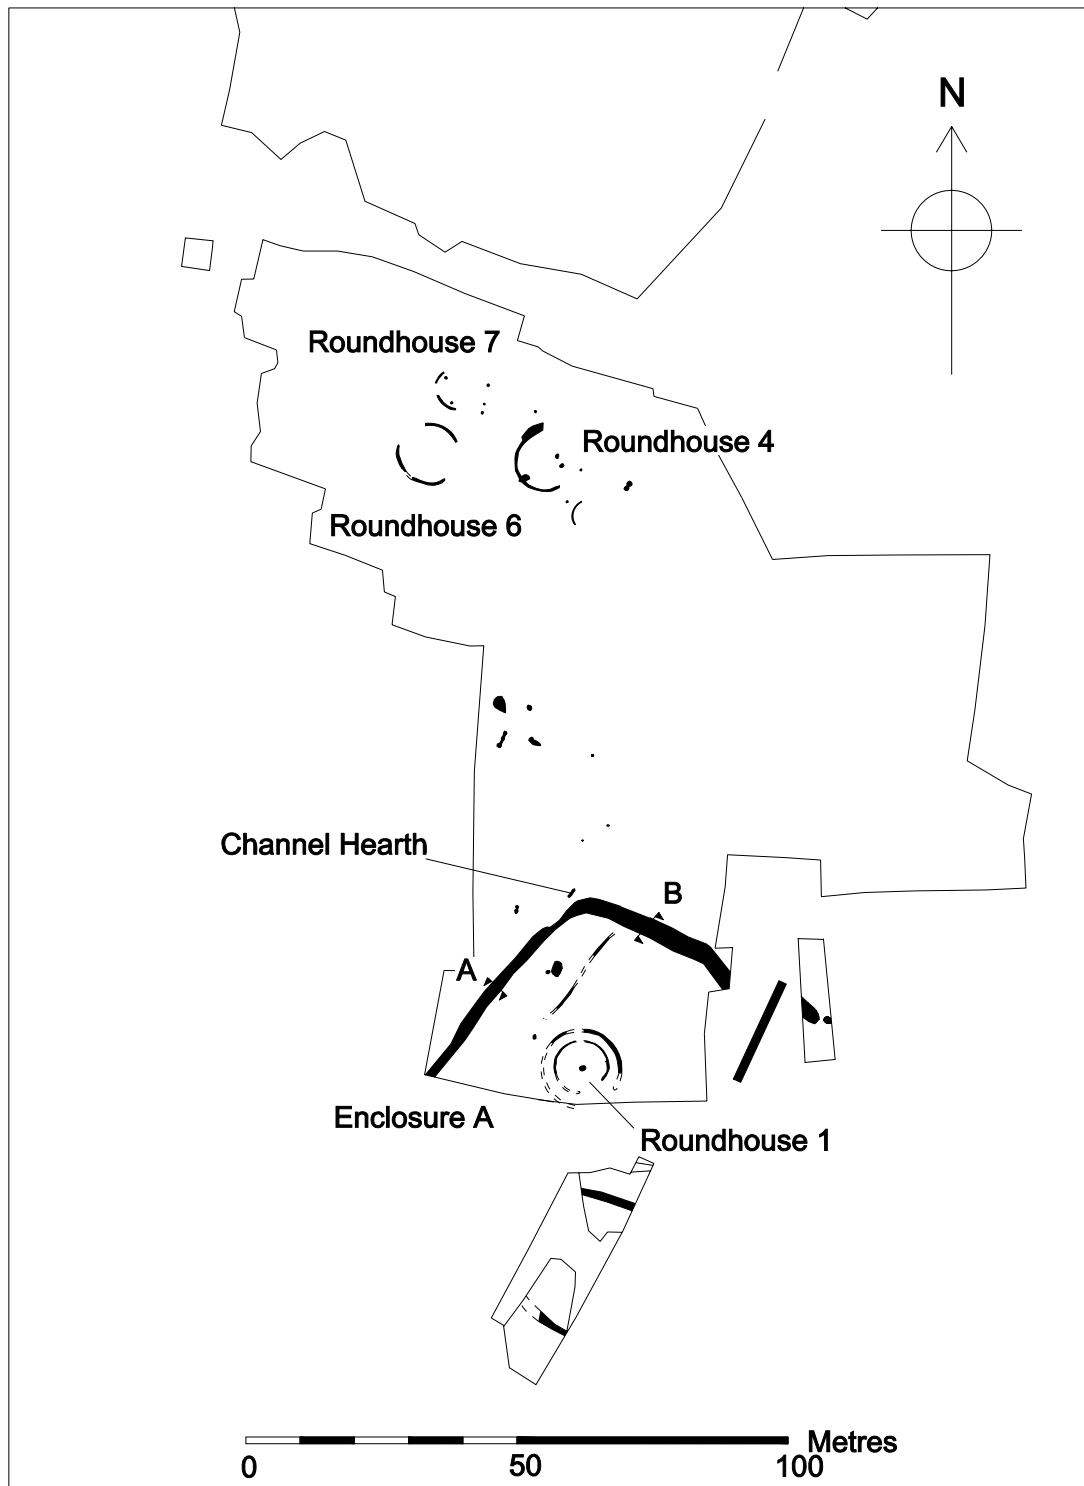 N
Roundhouse 7
Roundhouse 4
Roundhouse 6
Channel Hearth
B
A
Enclosure A
Roundhouse 1
Metres
0 50 100